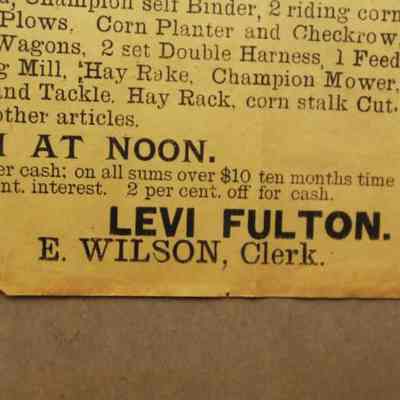 Champion self Binder, 2 riding corn
Plows. Corn Planter and Checkrow,
Wagons, 2 set Double Harness, 1 Feed
g Mill, Hay Rake, Champion Mower,
and Tackle. Hay Rack, corn stalk Cut.
other articles.
AT NOON.
er cash; on all sums over $10 ten months time
nt. interest. 2 per cent. off for cash.
LEVI FULTON.
E. WILSON, Clerk.